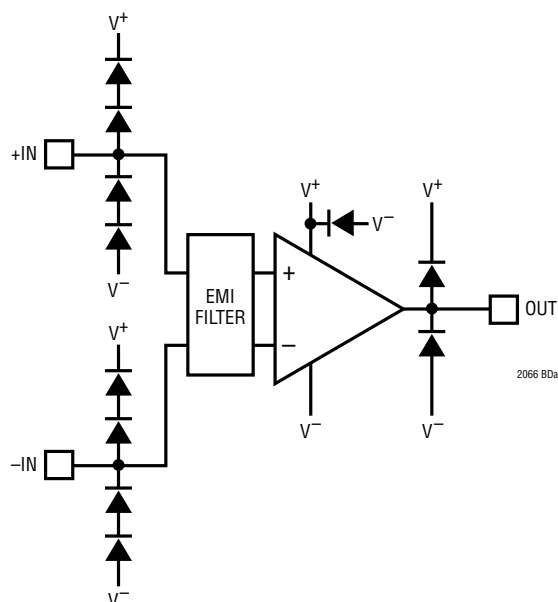 V+
+IN
V+
V+
V−
V−
EMI
FILTER
+
−
OUT
V+
2066 BDa
V−
V−
−IN
V−